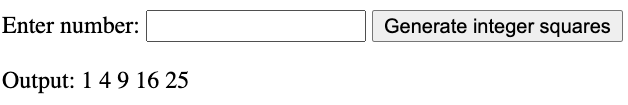 Enter number: Generate integer squares
Output: 1 4 9 16 25